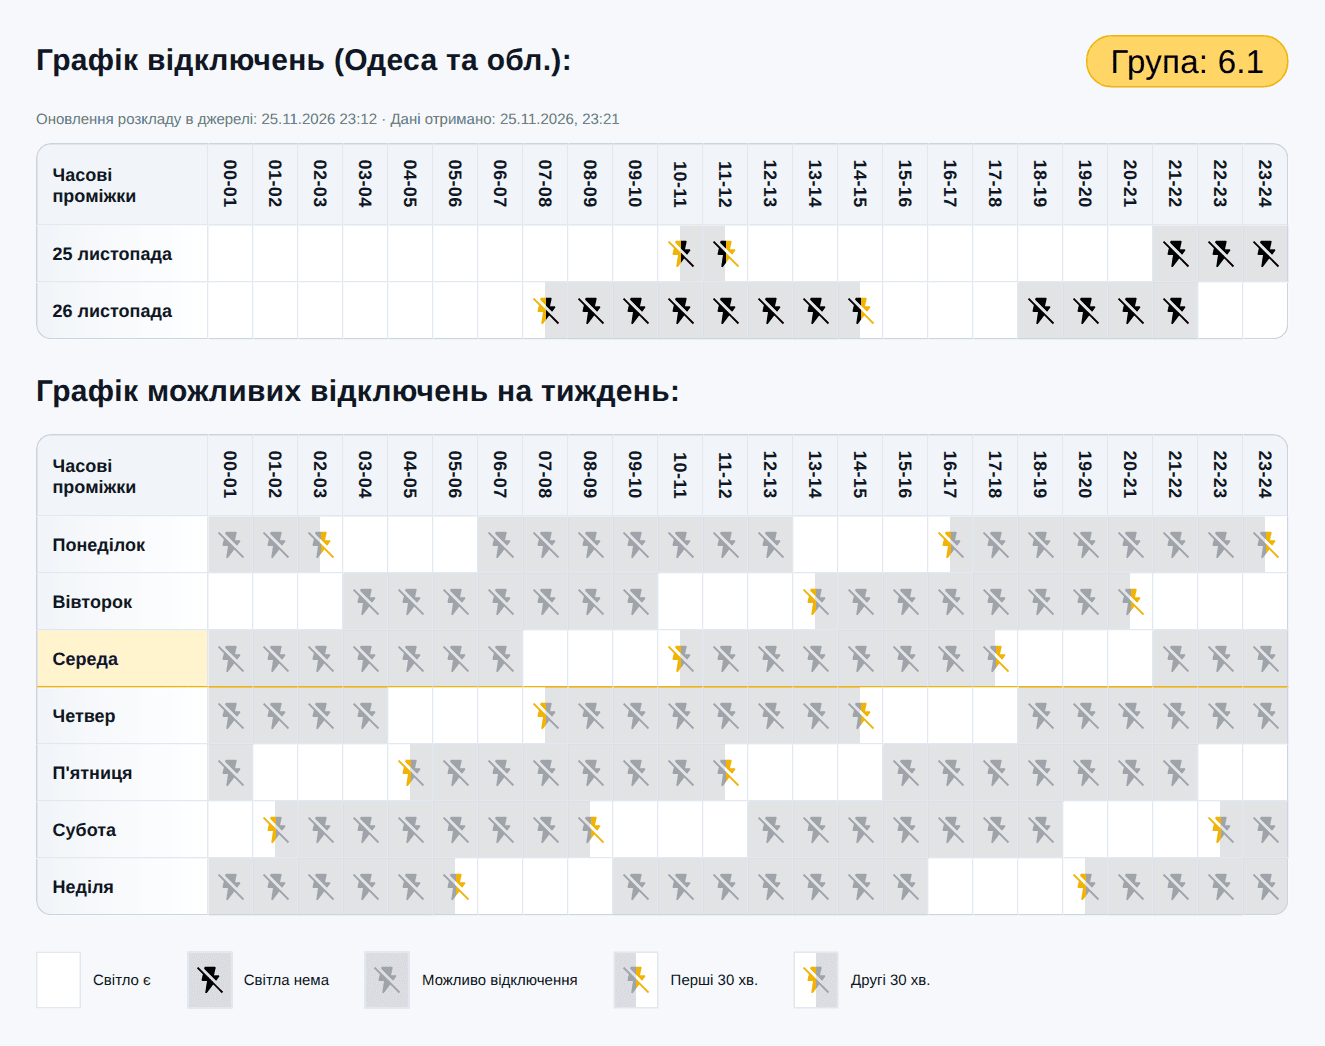 Графік відключень (Одеса та обл.):
Група: 6.1
Оновлення розкладу в джерелі: 25.11.2026 23:12 · Дані отримано: 25.11.2026, 23:21
Часові проміжки 00-01 01-02 02-03 03-04 04-05 05-06 06-07 07-08 08-09 09-10 10-11 11-12 12-13 13-14 14-15 15-16 16-17 17-18 18-19 19-20 20-21 21-22 22-23 23-24
25 листопада
26 листопада
Графік можливих відключень на тиждень:
Часові проміжки 00-01 01-02 02-03 03-04 04-05 05-06 06-07 07-08 08-09 09-10 10-11 11-12 12-13 13-14 14-15 15-16 16-17 17-18 18-19 19-20 20-21 21-22 22-23 23-24
Понеділок
Вівторок
Середа
Четвер
П'ятниця
Субота
Неділя
Світло є Світла нема Можливо відключення Перші 30 хв. Другі 30 хв.